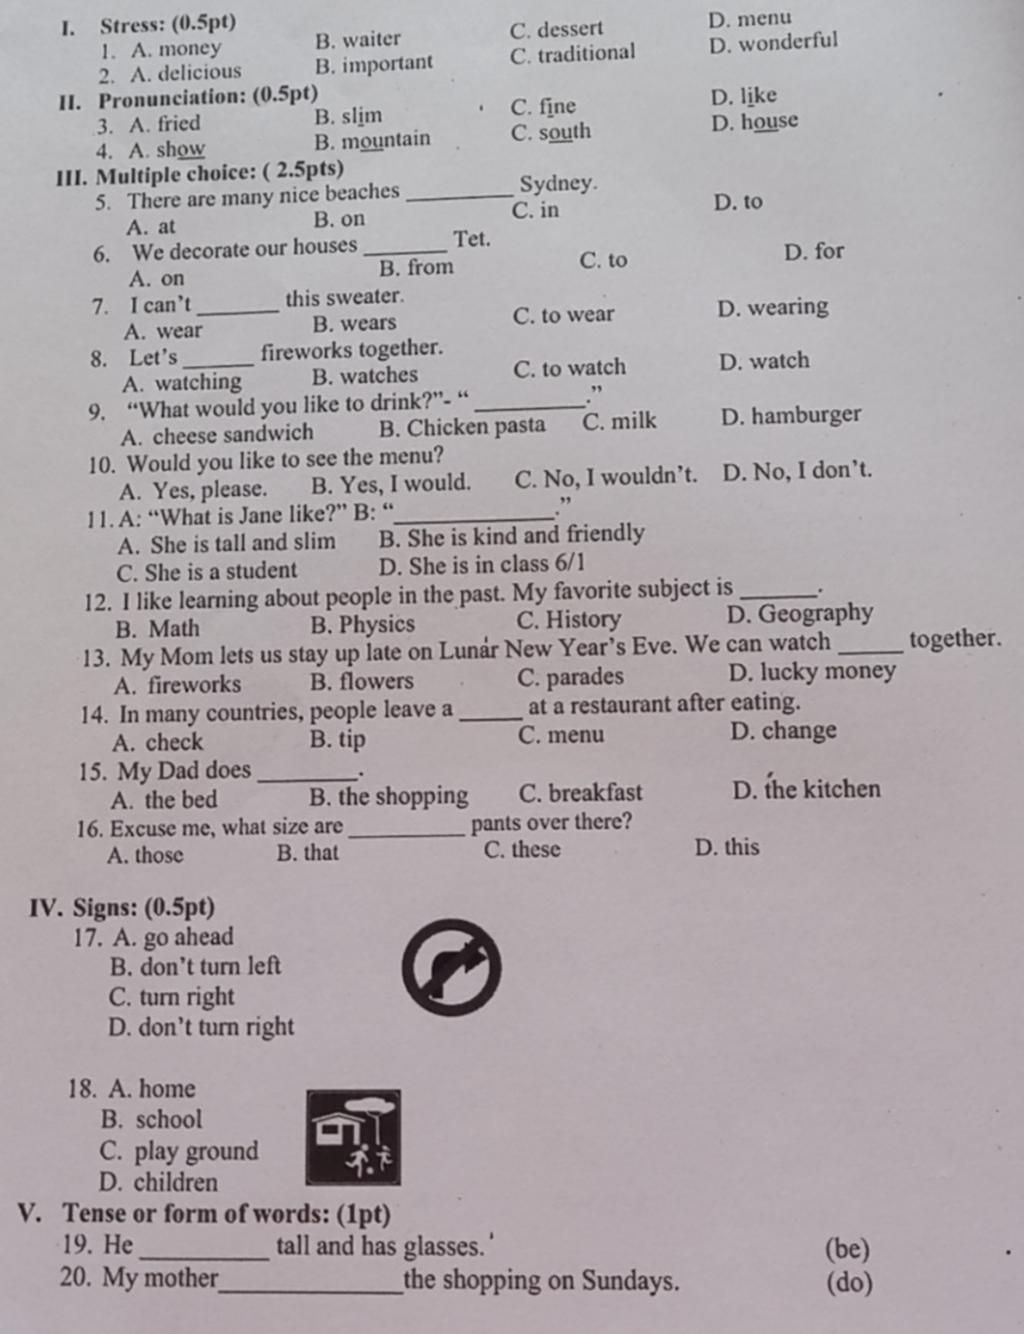 I. Stress: (0.5pt)
1. A. money B. waiter C. dessert D. menu
2. A. delicious B. important C. traditional D. wonderful
II. Pronunciation: (0.5pt)
3. A. fried B. slim C. fine D. like
4. A. show B. mountain C. south D. house
III. Multiple choice: ( 2.5pts)
5. There are many nice beaches __________ Sydney.
A. at B. on C. in D. to
6. We decorate our houses ________ Tet.
A. on B. from C. to D. for
7. I can't ________ this sweater.
A. wear B. wears C. to wear D. wearing
8. Let's _______ fireworks together.
A. watching B. watches C. to watch D. watch
9. “What would you like to drink?”- “ __________.”
A. cheese sandwich B. Chicken pasta C. milk D. hamburger
10. Would you like to see the menu?
A. Yes, please. B. Yes, I would. C. No, I wouldn't. D. No, I don't.
11. A: “What is Jane like?” B: “_______________.”
A. She is tall and slim B. She is kind and friendly
C. She is a student D. She is in class 6/1
12. I like learning about people in the past. My favorite subject is _______.
B. Math B. Physics C. History D. Geography
13. My Mom lets us stay up late on Lunar New Year's Eve. We can watch ______ together.
A. fireworks B. flowers C. parades D. lucky money
14. In many countries, people leave a ______ at a restaurant after eating.
A. check B. tip C. menu D. change
15. My Dad does __________.
A. the bed B. the shopping C. breakfast D. the kitchen
16. Excuse me, what size are ___________ pants over there?
A. those B. that C. these D. this
IV. Signs: (0.5pt)
17. A. go ahead
B. don't turn left
C. turn right
D. don't turn right
18. A. home
B. school
C. play ground
D. children
V. Tense or form of words: (1pt)
19. He ____________ tall and has glasses. (be)
20. My mother_________________the shopping on Sundays. (do)